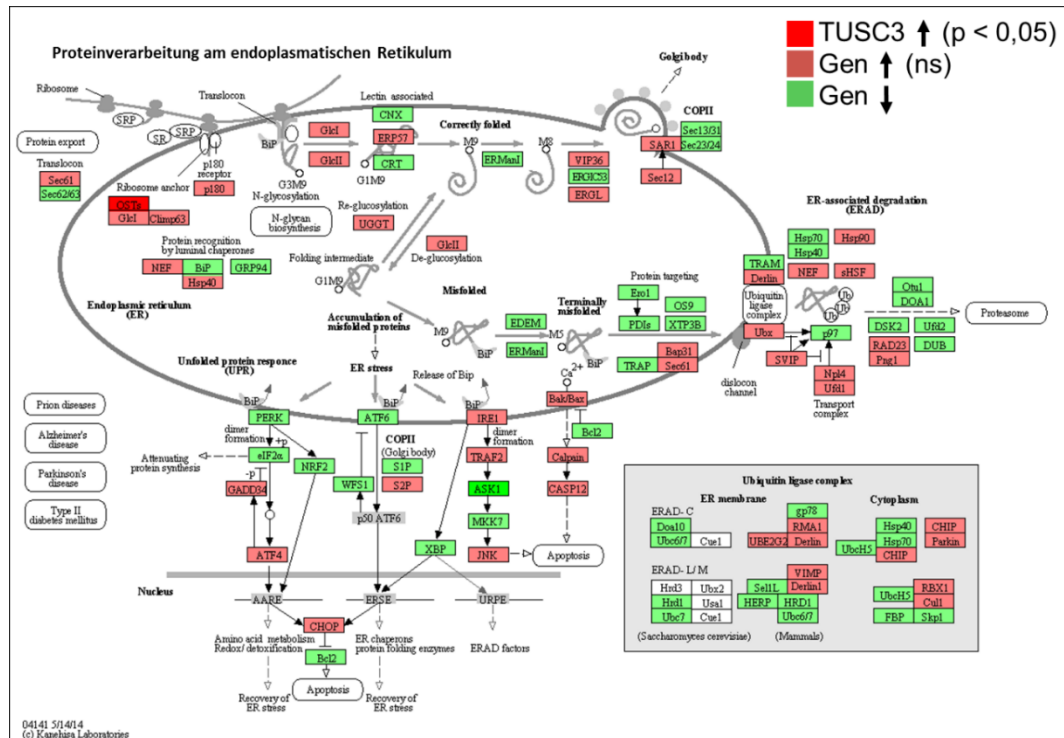 Proteinverarbeitung am endoplasmatischen Retikulum
TUSC3 ↑ (p < 0,05)
Gen ↑ (ns)
Gen ↓
Ribosome
SRP
SR
SRP
Protein export
Translocon
BiP
p180
receptor
Translocon
Sec61
Sec62/63
Ribosome anchor
p180
OSTs
GlcI
Climp63
GlcI
GlcII
G3M9
N-glycosylation
N-glycan
biosynthesis
Lectin associated
CNX
ERP57
CRT
G1M9
Correctly folded
M9
ERManI
M8
VIP36
ERGIC53
ERGL
Golgi body
COPII
SAR1
Sec13/31
Sec23/24
Sec12
Re-glucosylation
UGGT
GlcII
De-glucosylation
Protein recognition
by luminal chaperones
NEF
BiP
GRP94
Hsp40
Folding intermediate
G1M9
Endoplasmic reticulum
(ER)
Misfolded
M9
BiP
EDEM
ERManI
Terminally
misfolded
M5
BiP
Protein targeting
Ero1
OS9
PDIs
XTP3B
TRAP
Bap31
Sec61
ER-associated degradation
(ERAD)
Hsp70
Hsp40
Hsp90
NEF
sHSF
TRAM
Derlin
Ubiquitin
ligase
complex
Ub
Ub
Ub
Ubx
p97
SVIP
Npl4
Ufd1
Transport
complex
dislocon
channel
Otu1
DOA1
DSK2
Ufd2
RAD23
DUB
Png1
Proteasome
Accumulation of
misfolded proteins
Unfolded protein responce
(UPR)
ER stress
Release of Bip
BiP
BiP
BiP
Ca2+
PERK
ATF6
IRE1
Bak/Bax
Bcl2
Prion diseases
Alzheimer's
disease
Parkinson's
disease
Type II
diabetes mellitus
dimer
formation
+p
eIF2α
Attenuating
protein synthesis
-p
GADD34
NRF2
ATF4
WFS1
COPII
(Golgi body)
S1P
S2P
p50 ATF6
XBP
dimer
formation
TRAF2
ASK1
MKK7
JNK
Calpain
CASP12
Apoptosis
Nucleus
AARE
ERSE
URPE
CHOP
Bcl2
Apoptosis
Amino acid metabolism
Redox/detoxification
ER chaperons
protein folding enzymes
ERAD factors
Recovery of
ER stress
Recovery of
ER stress
Ubiquitin ligase complex
ER membrane
Cytoplasm
ERAD-C
Doa10
Ubc6/7
Cue1
gp78
RMA1
UBE2G2
Derlin
Hsp40
Hsp70
UbcH5
CHIP
CHIP
Parkin
ERAD-L/M
Hrd3
Ubx2
Hrd1
Usa1
Ubc7
Cue1
VIMP
Sel1L
Derlin1
HERP
HRD1
Ubc6/7
UbcH5
RBX1
Cul1
FBP
Skp1
(Saccharomyces cerevisiae)
(Mammals)
04141 5/14/14
(c) Kanehisa Laboratories